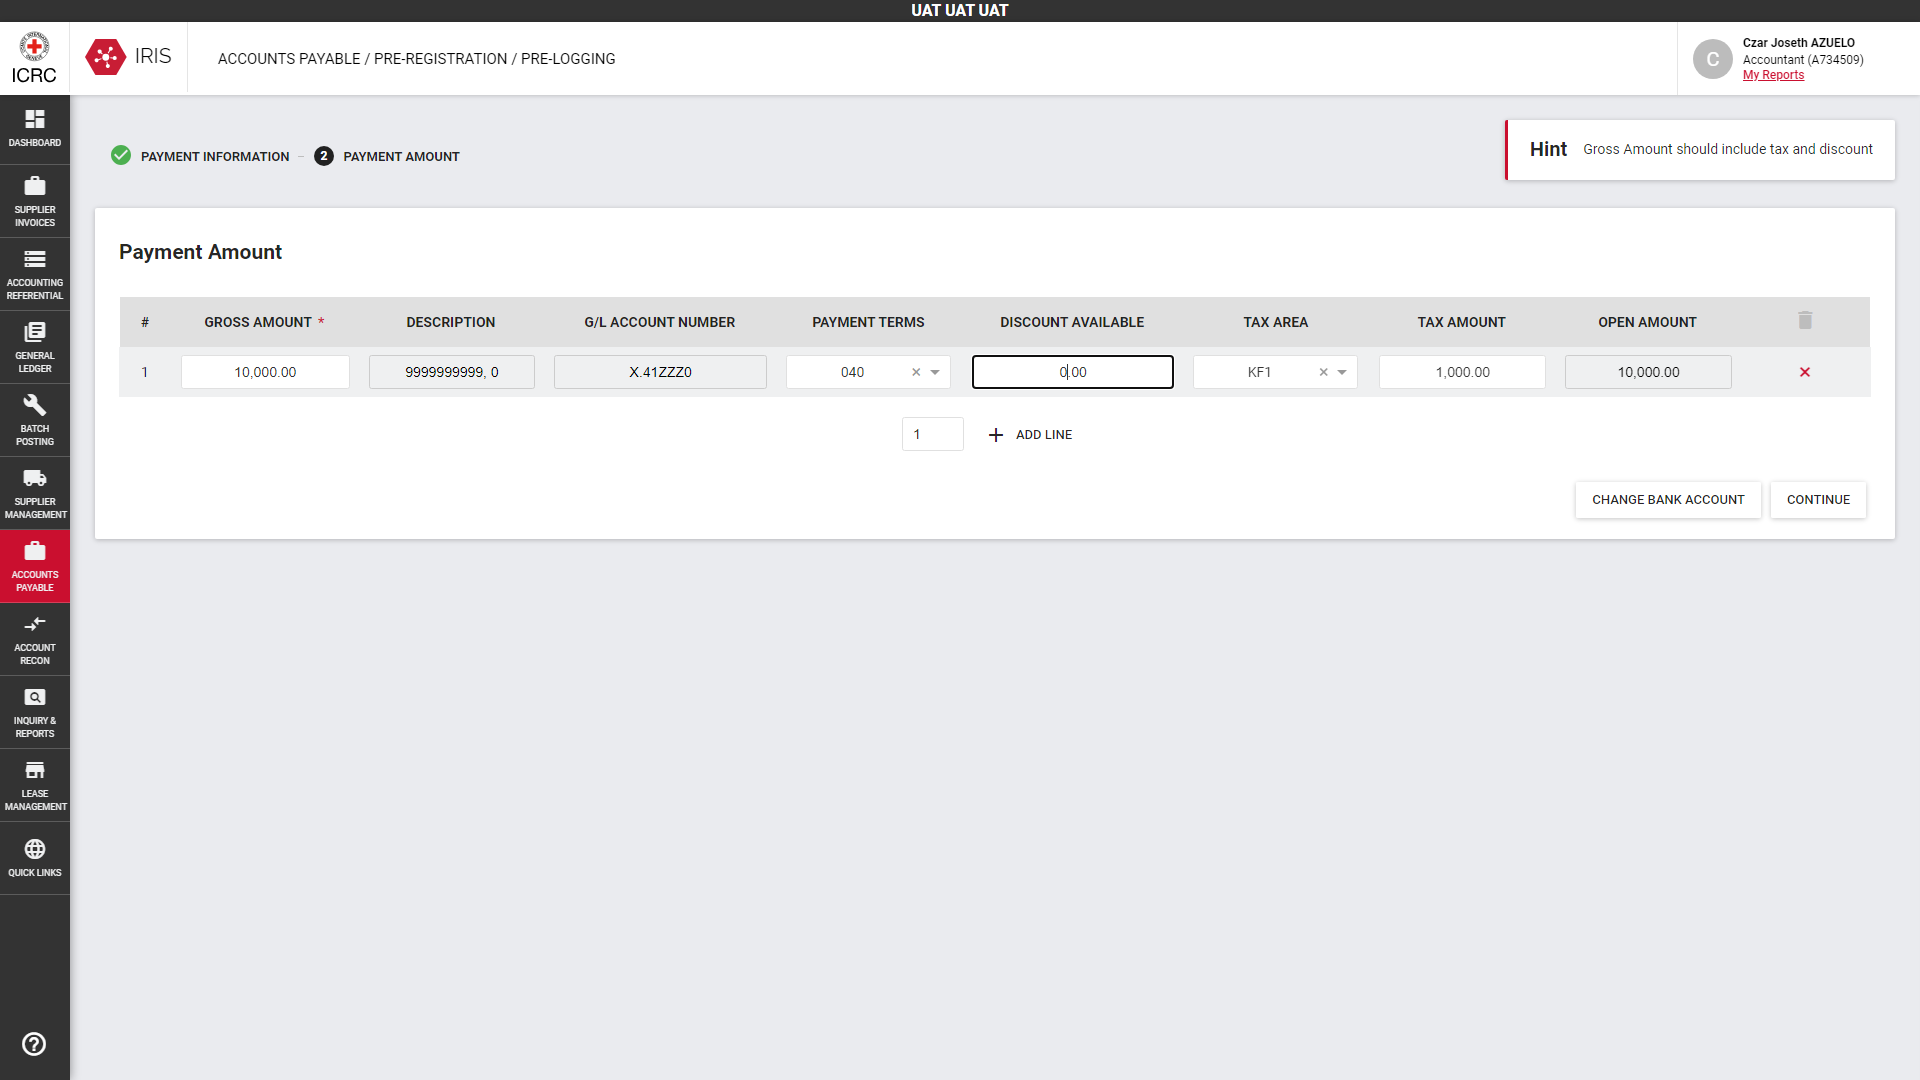 UAT UAT UAT
ICRC
IRIS
ACCOUNTS PAYABLE / PRE-REGISTRATION / PRE-LOGGING
C
Czar Joseth AZUELO
Accountant (A734509)
My Reports
DASHBOARD
SUPPLIER
INVOICES
ACCOUNTING
REFERENTIAL
GENERAL
LEDGER
BATCH
POSTING
SUPPLIER
MANAGEMENT
ACCOUNTS
PAYABLE
ACCOUNT
RECON
INQUIRY &
REPORTS
LEASE
MANAGEMENT
QUICK LINKS
PAYMENT INFORMATION
2 PAYMENT AMOUNT
Hint Gross Amount should include tax and discount
Payment Amount
# GROSS AMOUNT * DESCRIPTION G/L ACCOUNT NUMBER PAYMENT TERMS DISCOUNT AVAILABLE TAX AREA TAX AMOUNT OPEN AMOUNT
1 10,000.00 9999999999, 0 X.41ZZZ0 040 0.00 KF1 1,000.00 10,000.00
1 ADD LINE
CHANGE BANK ACCOUNT CONTINUE